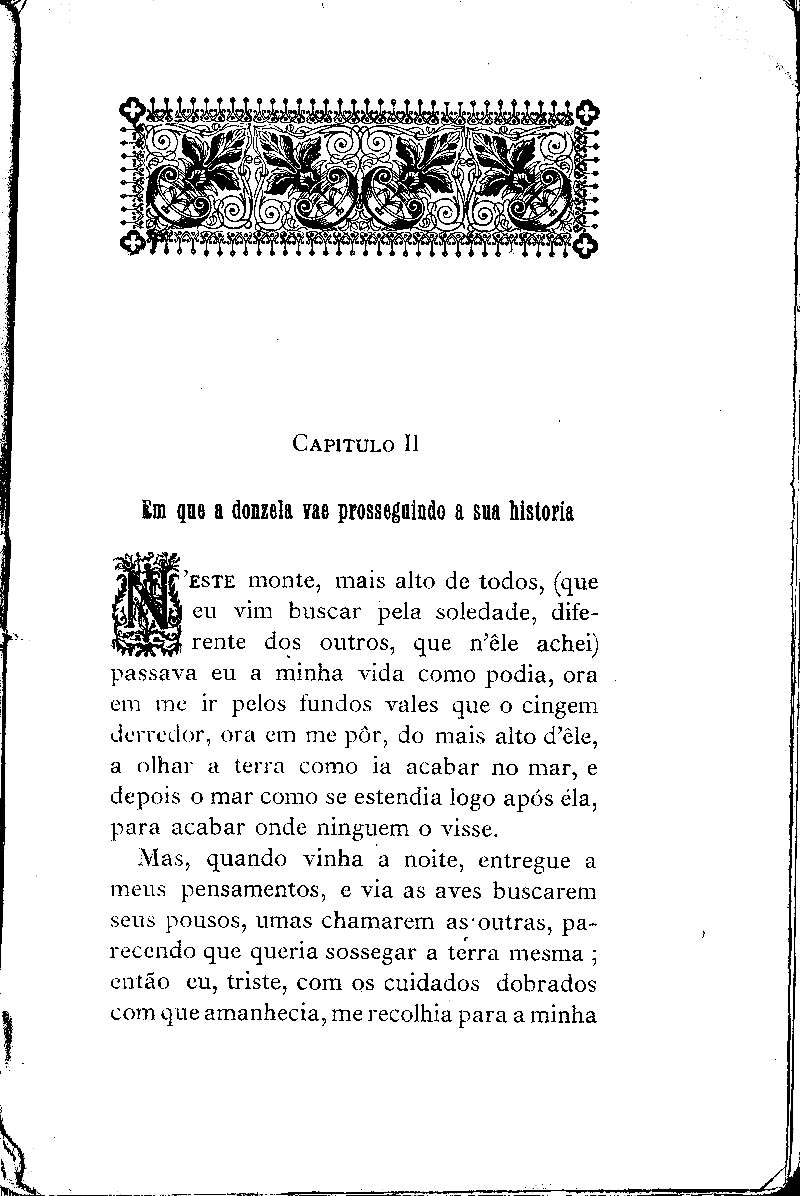 CAPITULO II
Em que a donzela vae prosseguindo a sua historia
N'ESTE monte, mais alto de todos, (que
eu vim buscar pela soledade, dife-
rente dos outros, que n'êle achei)
passava eu a minha vida como podia, ora
em me ir pelos fundos vales que o cingem
derredor, ora em me pôr, do mais alto d'êle,
a olhar a terra como ia acabar no mar, e
depois o mar como se estendia logo após éla,
para acabar onde ninguem o visse.
Mas, quando vinha a noite, entregue a
meus pensamentos, e via as aves buscarem
seus pousos, umas chamarem as outras, pa-
recendo que queria sossegar a térra mesma ;
então eu, triste, com os cuidados dobrados
com que amanhecia, me recolhia para a minha